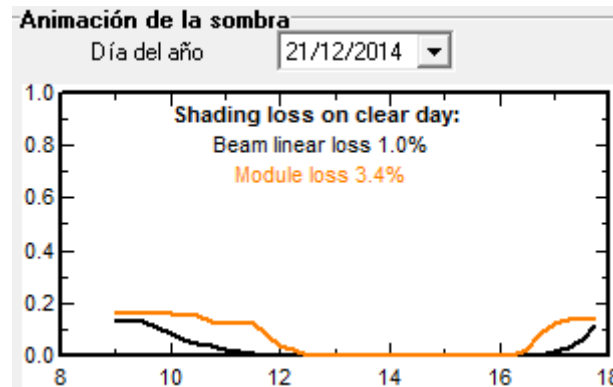 Animación de la sombra
Día del año 21/12/2014
1.0
Shading loss on clear day:
0.8
Beam linear loss 1.0%
Module loss 3.4%
0.6
0.4
0.2
0.0
8 10 12 14 16 18